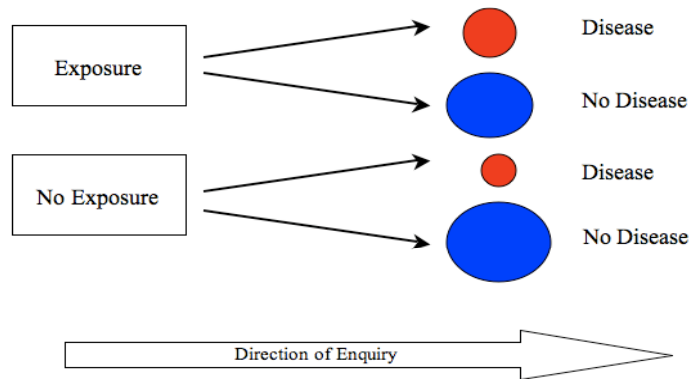 Exposure
Disease
No Disease
No Exposure
Disease
No Disease
Direction of Enquiry